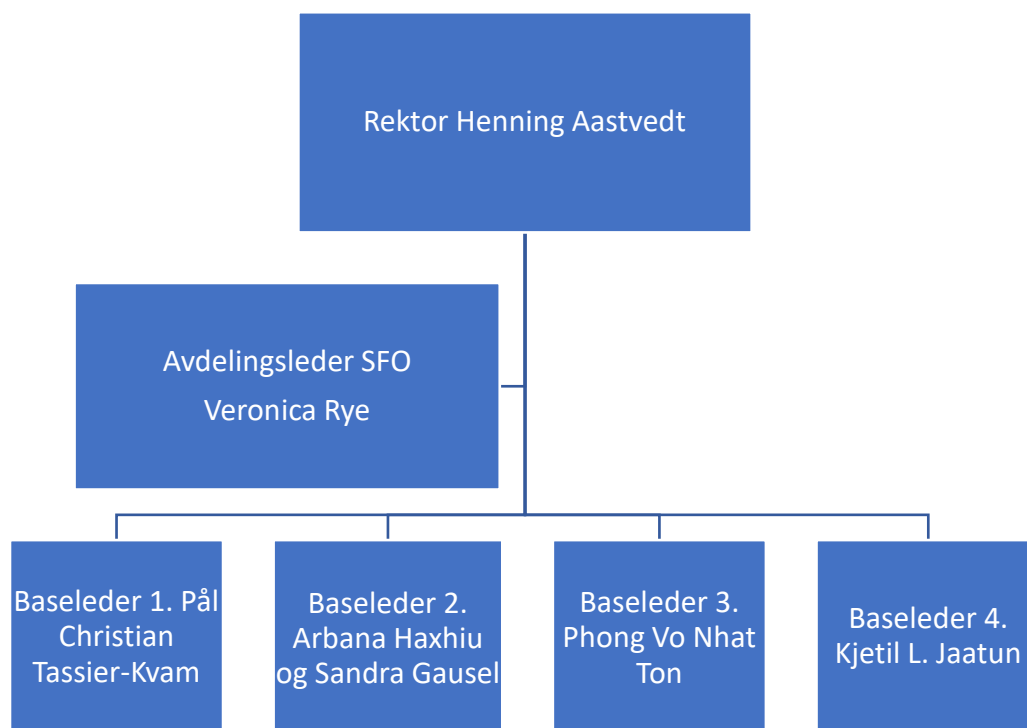 Rektor Henning Aastvedt
Avdelingsleder SFO
Veronica Rye
Baseleder 1. Pål
Christian
Tassier-Kvam
Baseleder 2.
Arbana Haxhiu
og Sandra Gausel
Baseleder 3.
Phong Vo Nhat
Ton
Baseleder 4.
Kjetil L. Jaatun